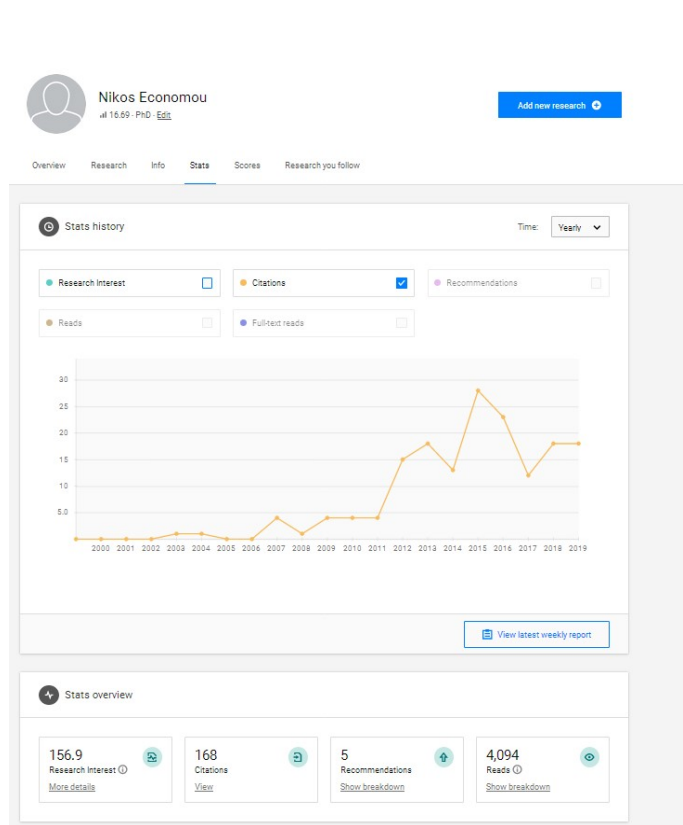 Nikos Economou
16.69 · PhD · Edit
Add new research
Overview Research Info Stats Scores Research you follow
Stats history
Time: Yearly
Research Interest Citations Recommendations
Reads Full-text reads
30
25
20
15
10
5.0
2000 2001 2002 2003 2004 2005 2006 2007 2008 2009 2010 2011 2012 2013 2014 2015 2016 2017 2018 2019
View latest weekly report
Stats overview
156.9 168 5 4,094
Research Interest Citations Recommendations Reads
More details View Show breakdown Show breakdown